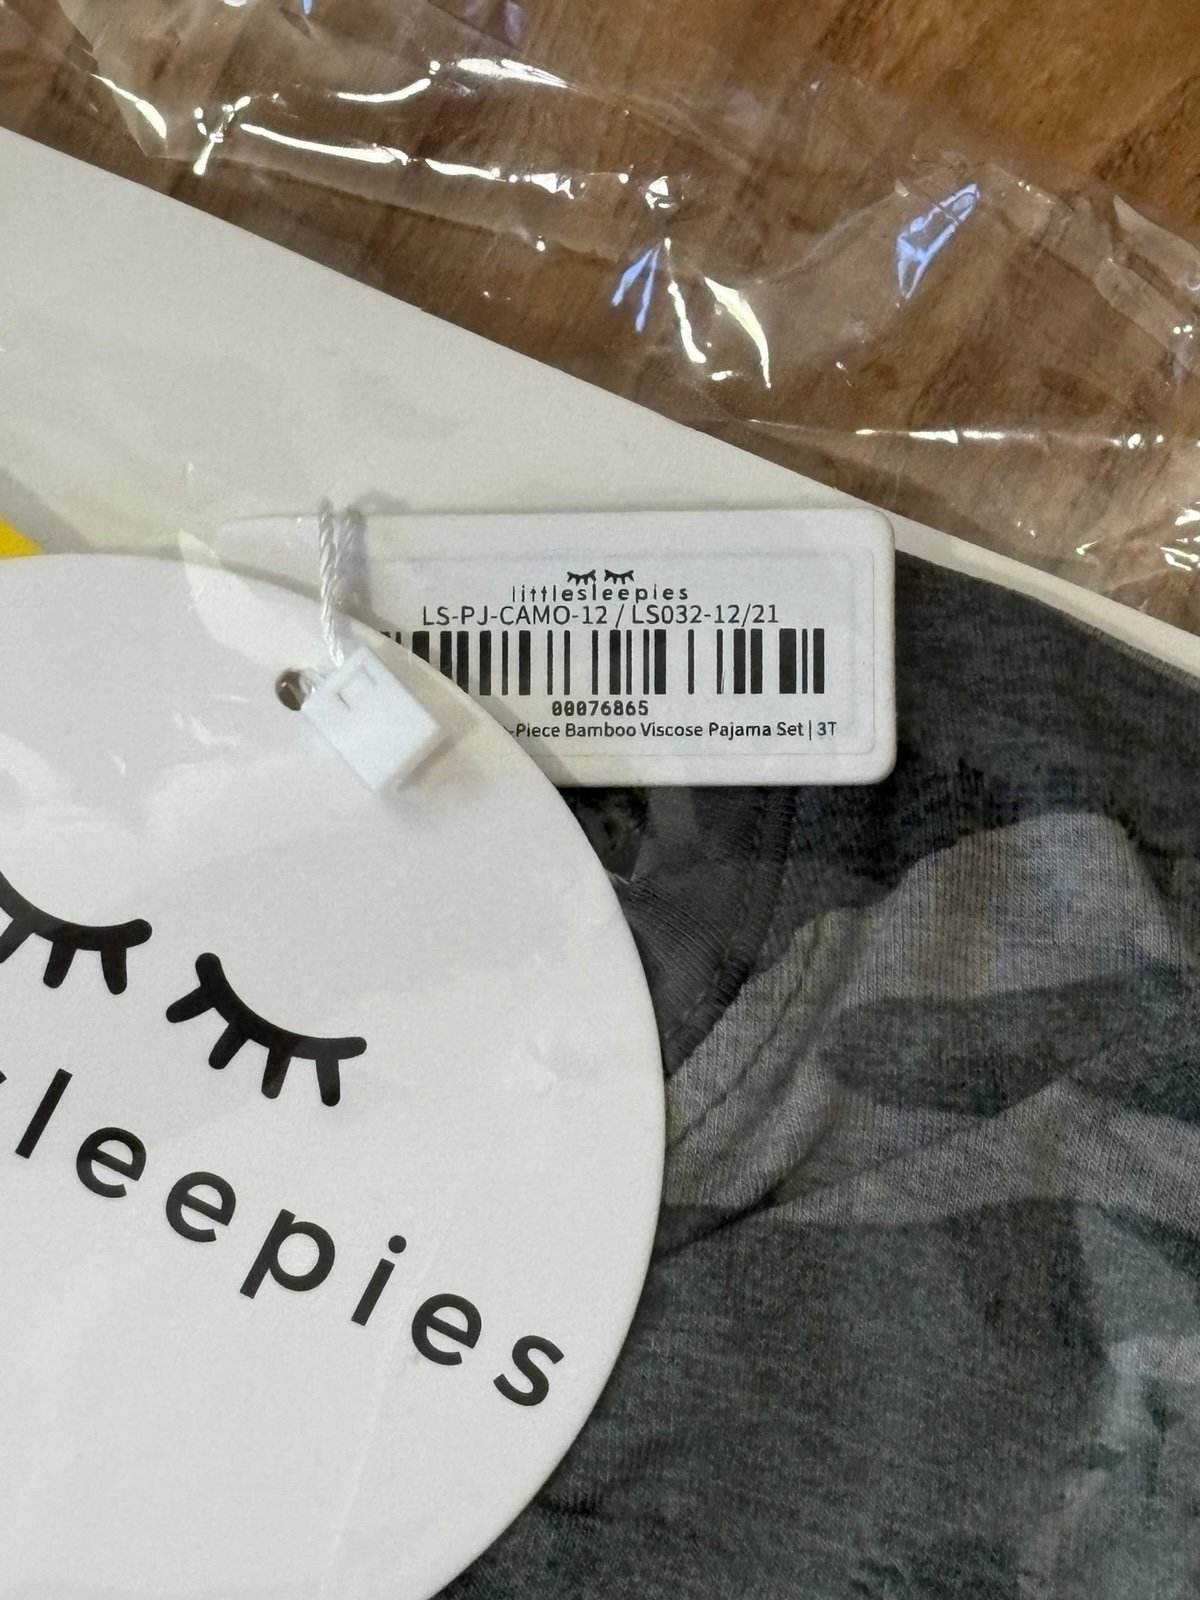 littlesleepies
LS-PJ-CAMO-12 / LS032-12/21
00076865
-Piece Bamboo Viscose Pajama Set | 3T
sleepies